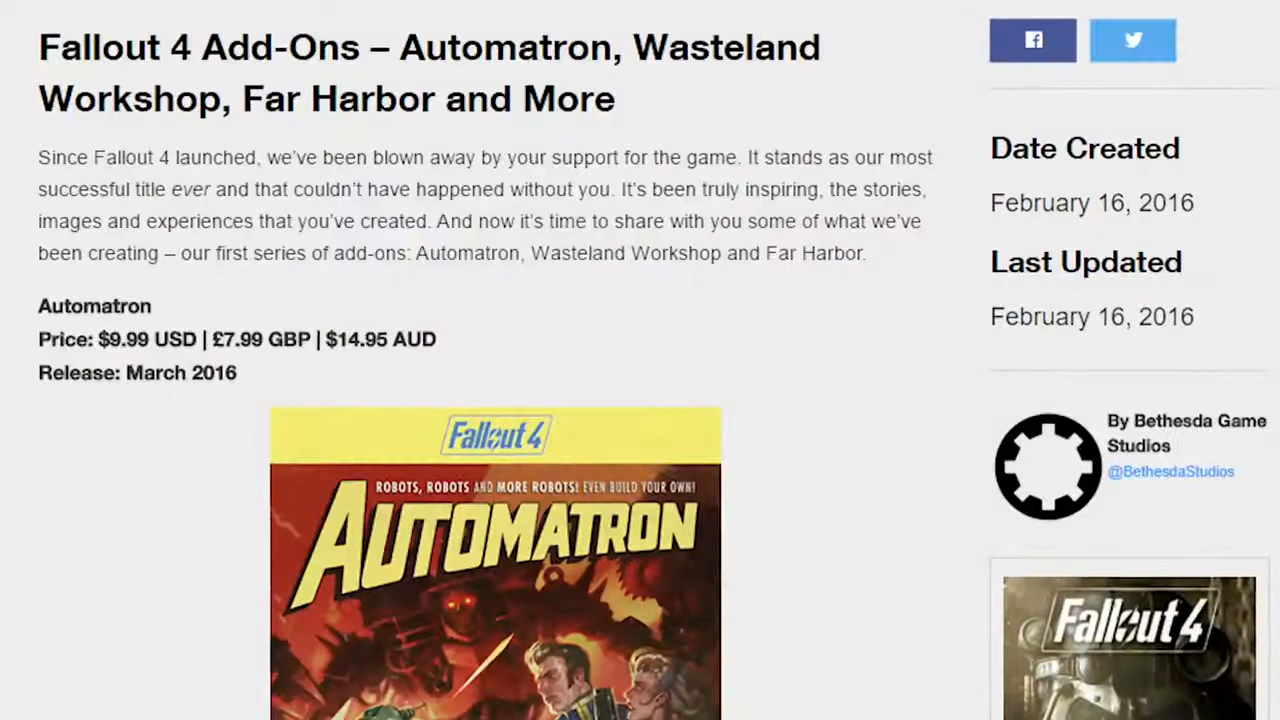 Fallout 4 Add-Ons – Automatron, Wasteland
Workshop, Far Harbor and More
Since Fallout 4 launched, we've been blown away by your support for the game. It stands as our most
successful title ever and that couldn't have happened without you. It's been truly inspiring, the stories,
images and experiences that you've created. And now it's time to share with you some of what we've
been creating – our first series of add-ons: Automatron, Wasteland Workshop and Far Harbor.
Automatron
Price: $9.99 USD | £7.99 GBP | $14.95 AUD
Release: March 2016
Fallout 4
ROBOTS, ROBOTS AND MORE ROBOTS! EVEN BUILD YOUR OWN!
AUTOMATRON
Date Created
February 16, 2016
Last Updated
February 16, 2016
By Bethesda Game
Studios
@BethesdaStudios
Fallout 4